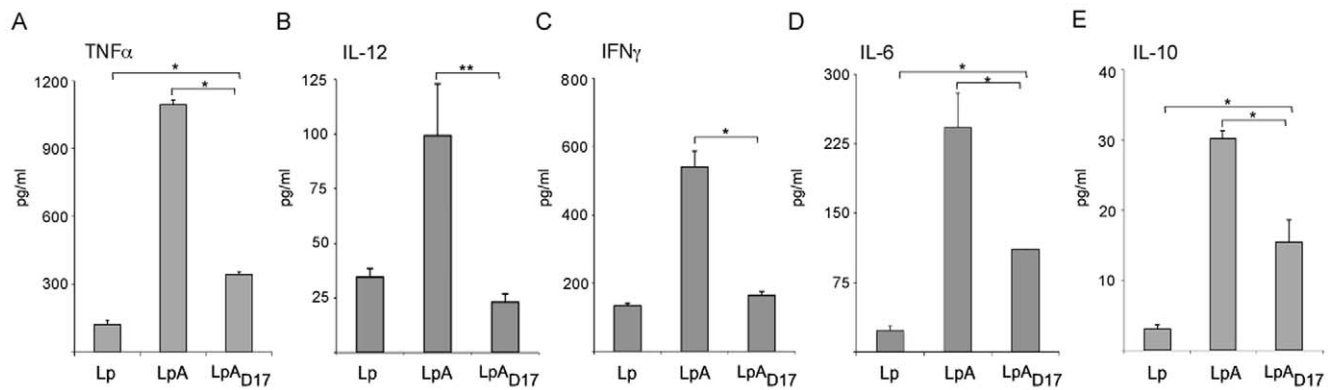 A
TNFα
*
*
1200
900
600
300
pg/ml
Lp LpA LpAD17
B
IL-12
**
125
100
75
50
25
pg/ml
Lp LpA LpAD17
C
IFNγ
*
800
600
400
200
pg/ml
Lp LpA LpAD17
D
IL-6
*
*
300
225
150
75
pg/ml
Lp LpA LpAD17
E
IL-10
*
*
40
30
20
10
pg/ml
Lp LpA LpAD17